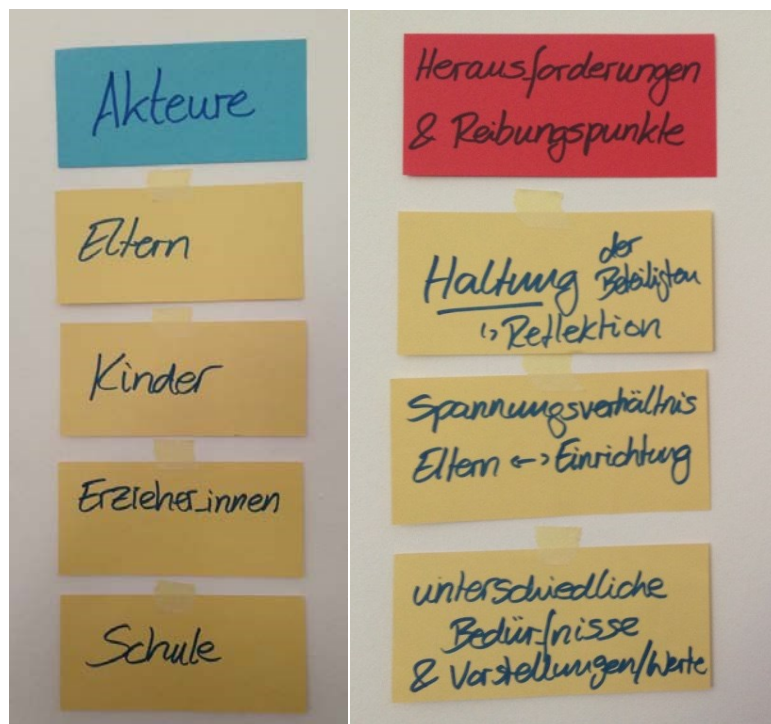 Akteure
Eltern
Kinder
Erzieher_innen
Schule
Herausforderungen
& Reibungspunkte
Haltung der Beteiligten
↳ Reflektion
Spannungsverhältnis
Eltern <-> Einrichtung
unterschiedliche
Bedürfnisse
& Vorstellungen/Werte